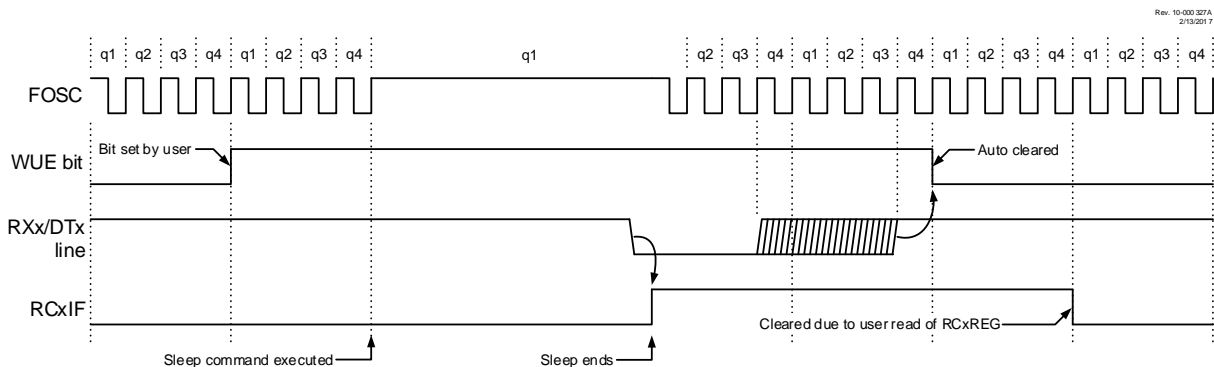 Rev. 10-000327A
2/13/2017
q1 q2 q3 q4 q1 q2 q3 q4 q1 q2 q3 q4 q1 q2 q3 q4 q1 q2 q3 q4 q1 q2 q3 q4
FOSC
Bit set by user
Auto cleared
WUE bit
RXx/DTx
line
RCxIF
Cleared due to user read of RCxREG
Sleep command executed
Sleep ends